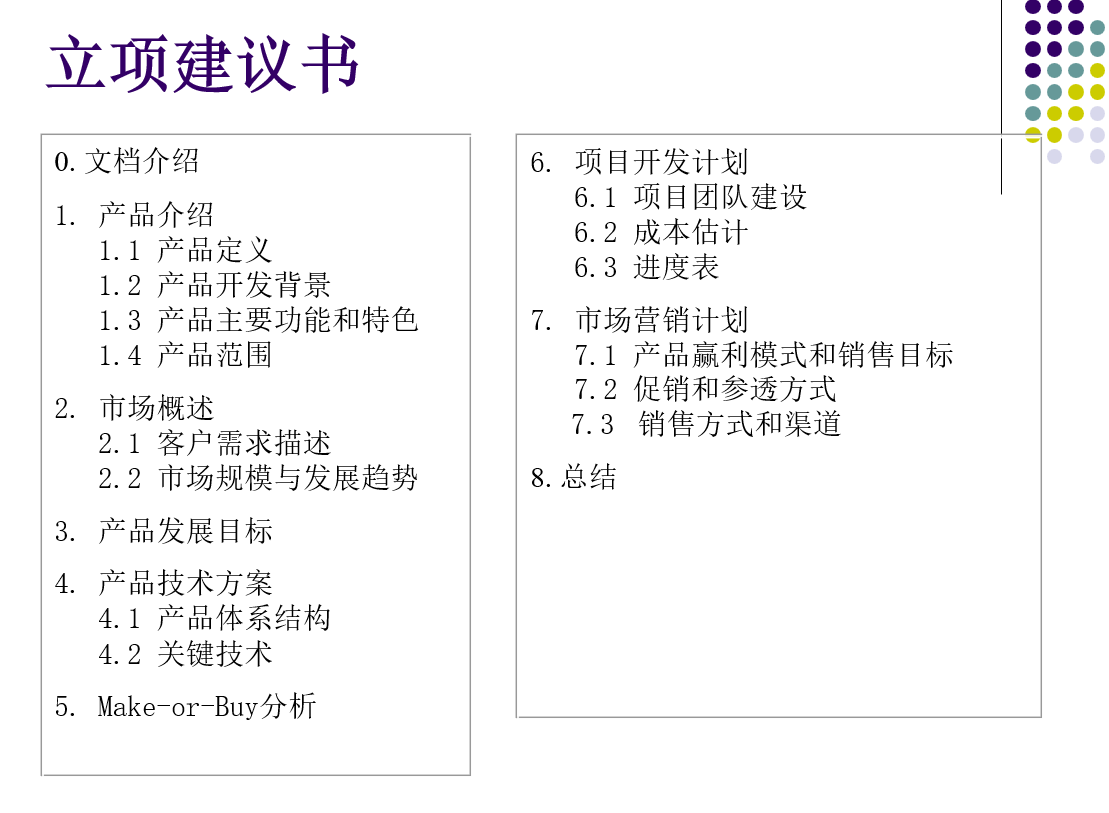 立项建议书
0.文档介绍
1. 产品介绍
1.1 产品定义
1.2 产品开发背景
1.3 产品主要功能和特色
1.4 产品范围
2. 市场概述
2.1 客户需求描述
2.2 市场规模与发展趋势
3. 产品发展目标
4. 产品技术方案
4.1 产品体系结构
4.2 关键技术
5. Make-or-Buy分析
6. 项目开发计划
6.1 项目团队建设
6.2 成本估计
6.3 进度表
7. 市场营销计划
7.1 产品赢利模式和销售目标
7.2 促销和参透方式
7.3 销售方式和渠道
8.总结